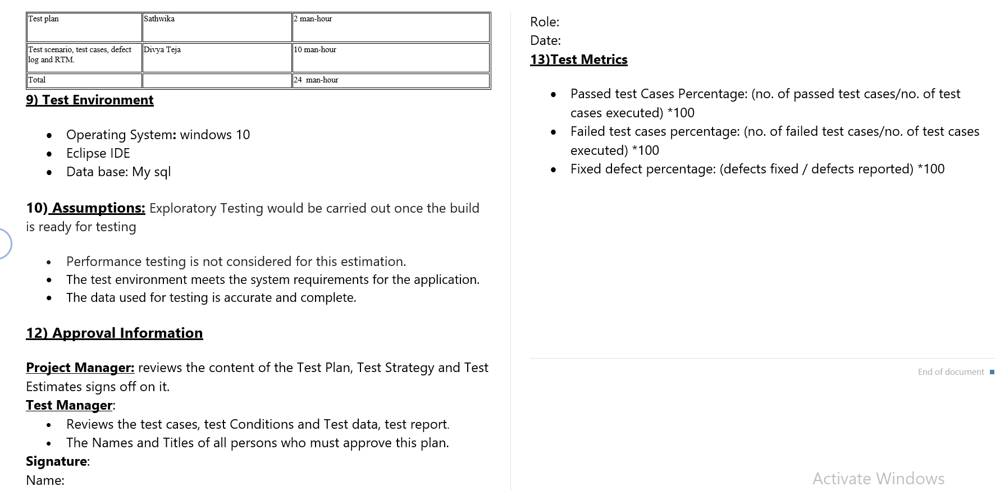 Test plan Sathwika 2 man-hour
Test scenario, test cases, defect Divya Teja 10 man-hour
log and RTM.
Total 24 man-hour
9) Test Environment
• Operating System: windows 10
• Eclipse IDE
• Data base: My sql
10) Assumptions: Exploratory Testing would be carried out once the build
is ready for testing
• Performance testing is not considered for this estimation.
• The test environment meets the system requirements for the application.
• The data used for testing is accurate and complete.
12) Approval Information
Project Manager: reviews the content of the Test Plan, Test Strategy and Test
Estimates signs off on it.
Test Manager:
• Reviews the test cases, test Conditions and Test data, test report.
• The Names and Titles of all persons who must approve this plan.
Signature:
Name:
Role:
Date:
13)Test Metrics
• Passed test Cases Percentage: (no. of passed test cases/no. of test
cases executed) *100
• Failed test cases percentage: (no. of failed test cases/no. of test cases
executed) *100
• Fixed defect percentage: (defects fixed / defects reported) *100
End of document
Activate Windows